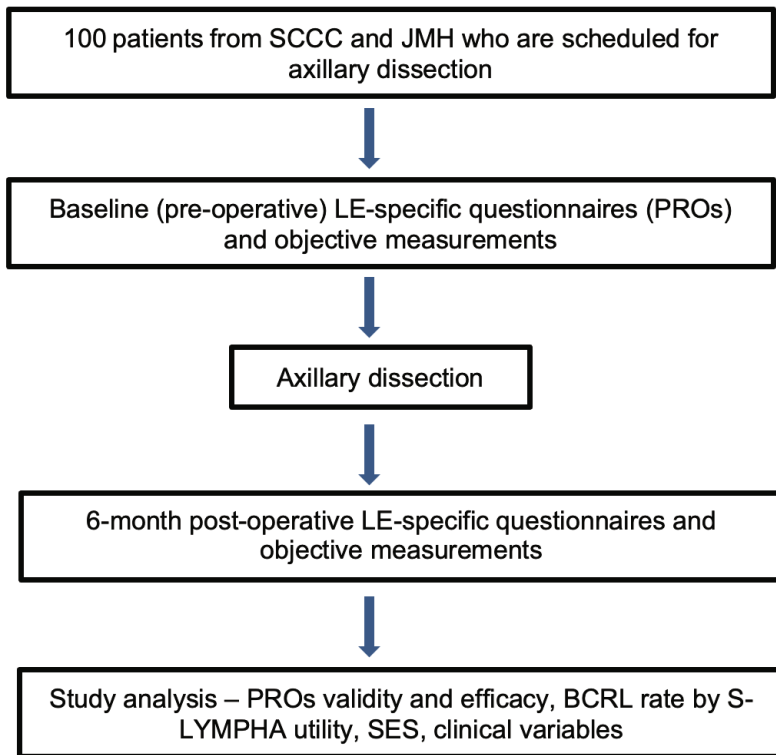 100 patients from SCCC and JMH who are scheduled for
axillary dissection
Baseline (pre-operative) LE-specific questionnaires (PROs)
and objective measurements
Axillary dissection
6-month post-operative LE-specific questionnaires and
objective measurements
Study analysis – PROs validity and efficacy, BCRL rate by S-
LYMPHA utility, SES, clinical variables